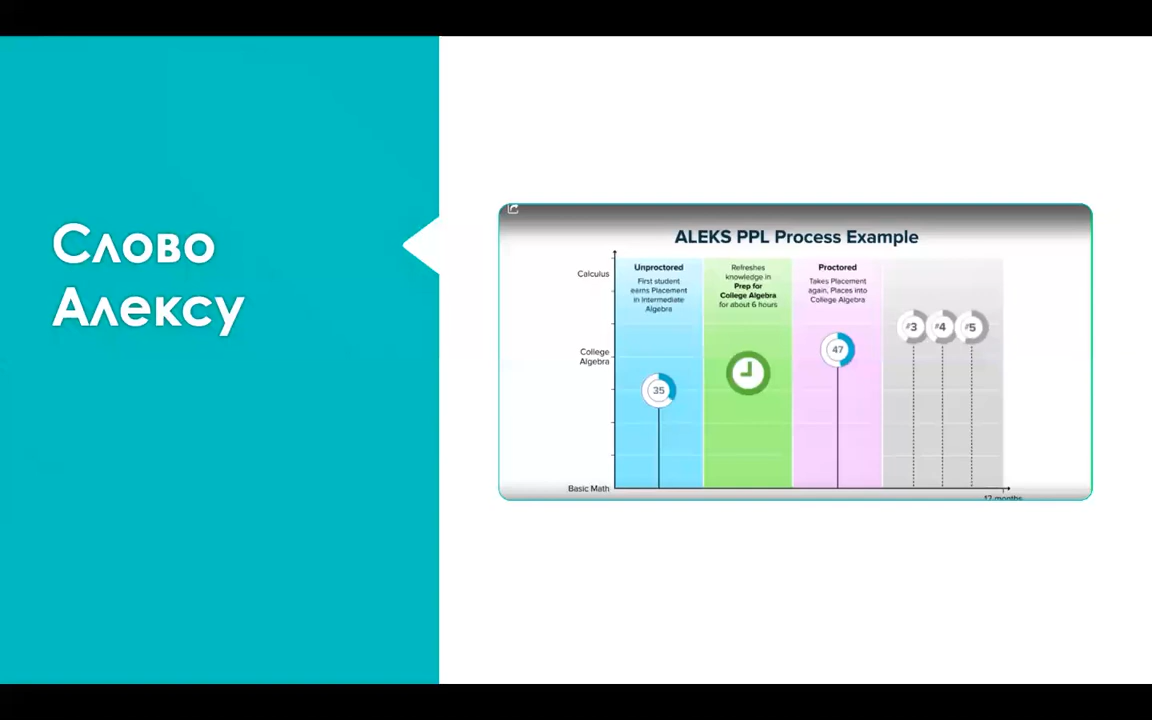 Слово
Алексу
ALEKS PPL Process Example
Calculus
College
Algebra
Basic Math
Unproctored
First student
earns Placement
in Intermediate
Algebra
35
Refreshes
knowledge in
Prep for
College Algebra
for about 6 hours
Proctored
Takes Placement
again, Places into
College Algebra
47
#3
#4
#5
12 months